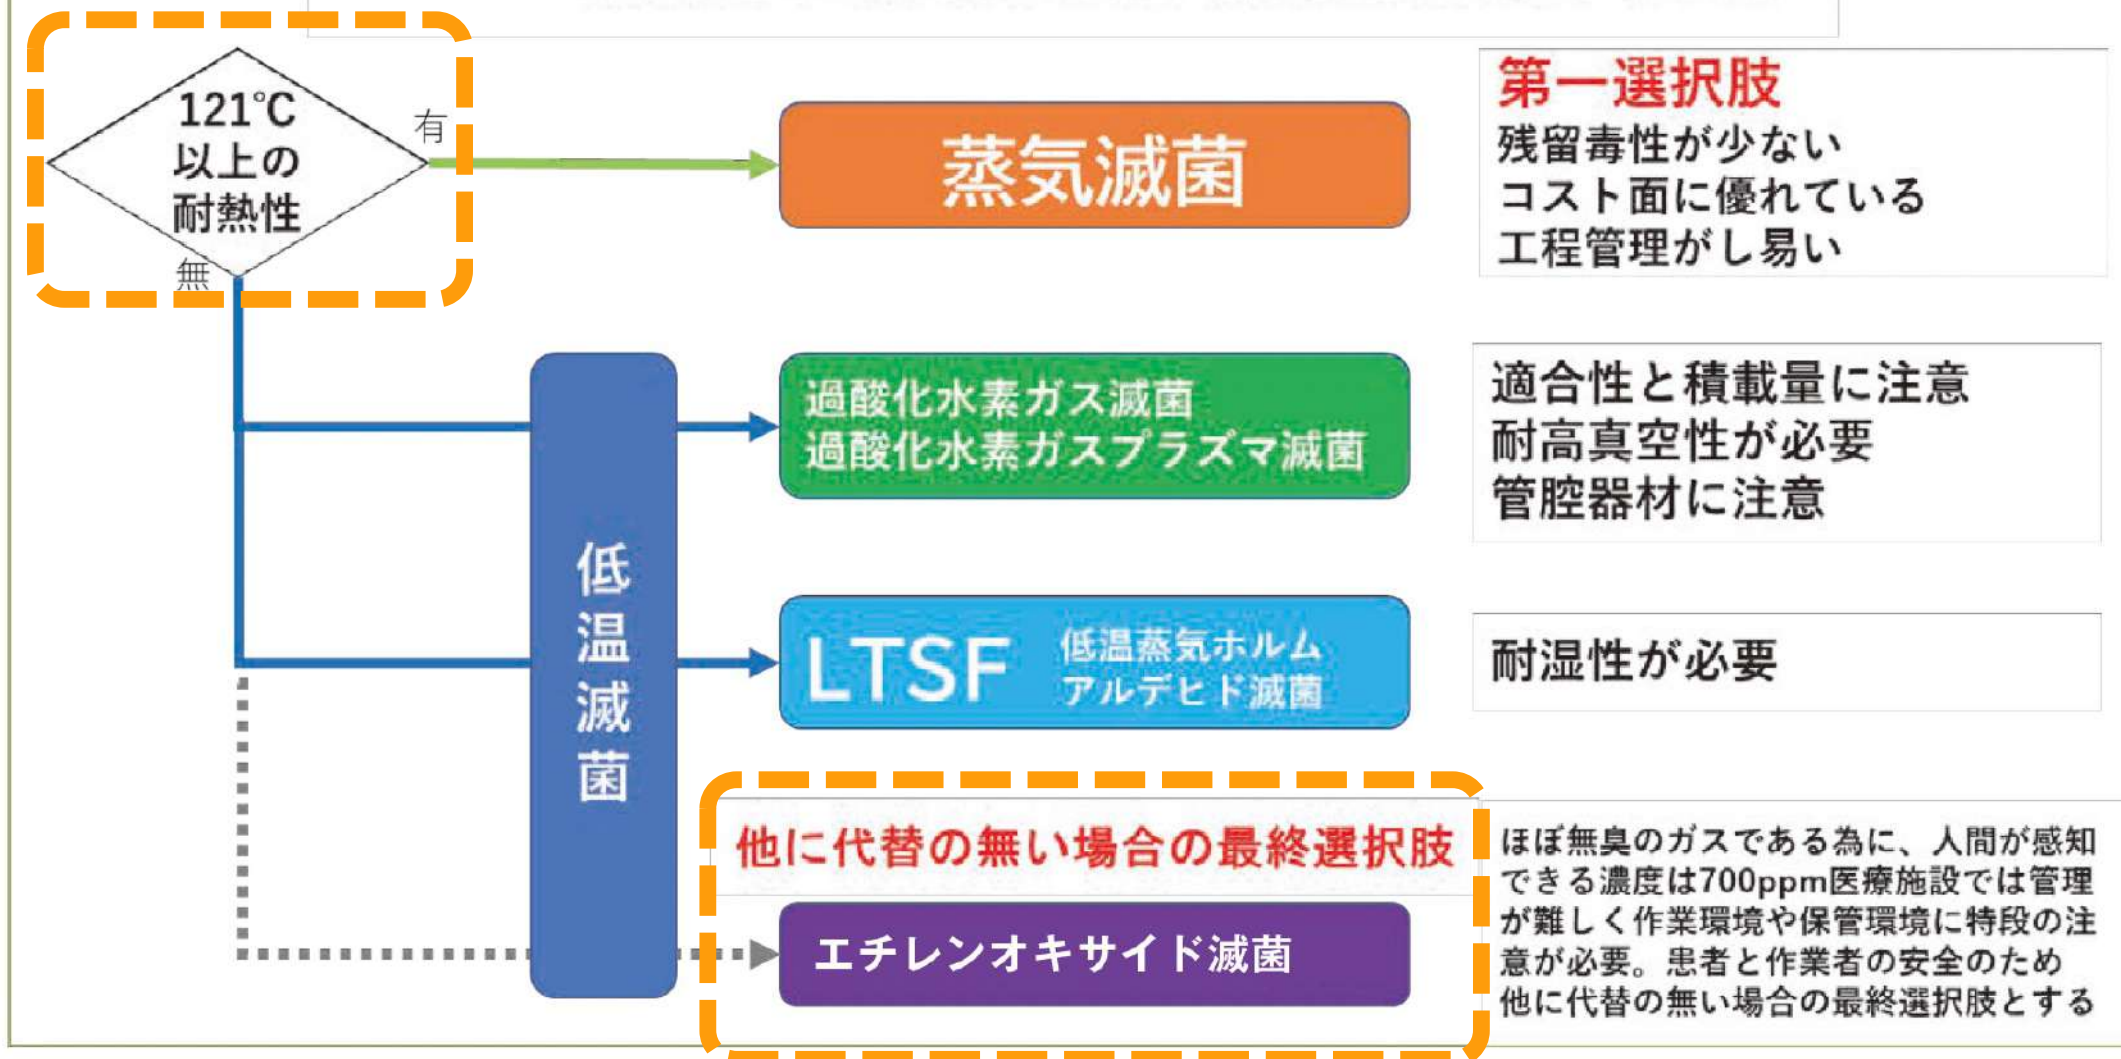 121℃
以上の
耐熱性
有
無
蒸気滅菌
第一選択肢
残留毒性が少ない
コスト面に優れている
工程管理がし易い
低温滅菌
過酸化水素ガス滅菌
過酸化水素ガスプラズマ滅菌
適合性と積載量に注意
耐高真空性が必要
管腔器材に注意
LTSF
低温蒸気ホルム
アルデヒド滅菌
耐湿性が必要
他に代替の無い場合の最終選択肢
エチレンオキサイド滅菌
ほぼ無臭のガスである為に、人間が感知
できる濃度は700ppm医療施設では管理
が難しく作業環境や保管環境に特段の注
意が必要。患者と作業者の安全のため
他に代替の無い場合の最終選択肢とする